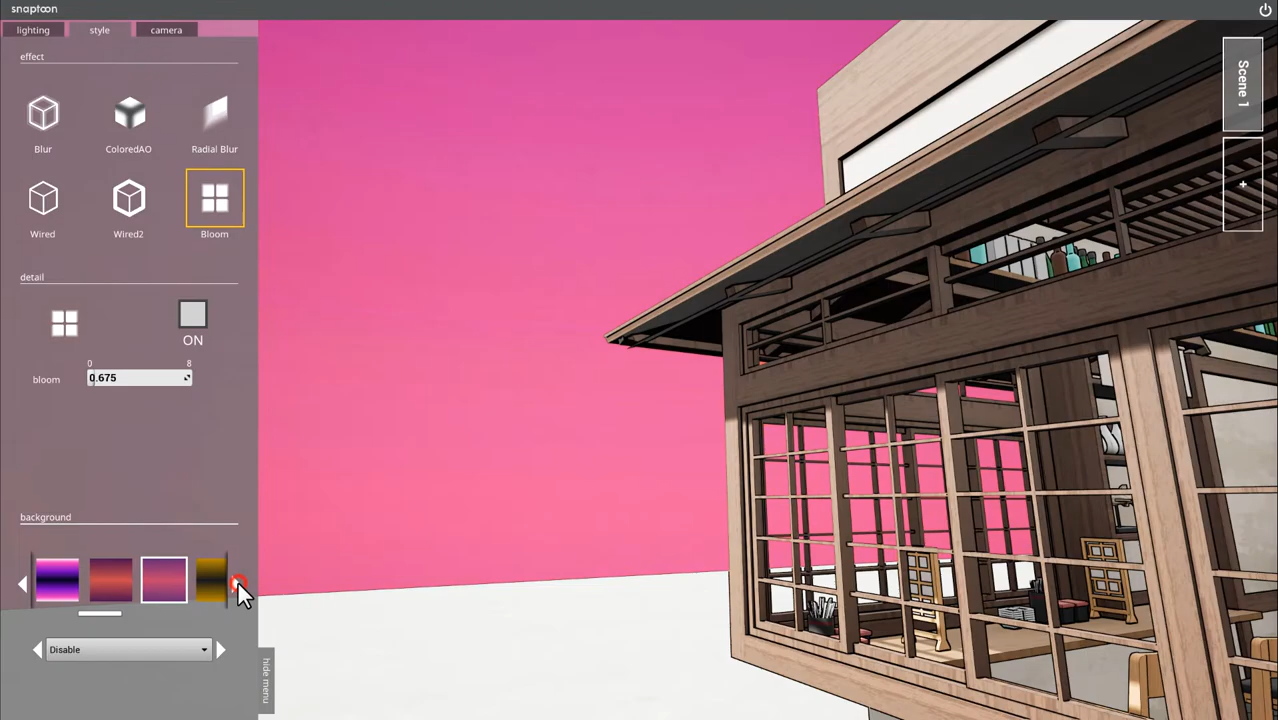 snaptoon
lighting style camera
effect
Blur ColoredAO Radial Blur
Wired Wired2 Bloom
detail
ON
0 8
bloom 0.675
background
Disable
hide menu
Scene 1
+